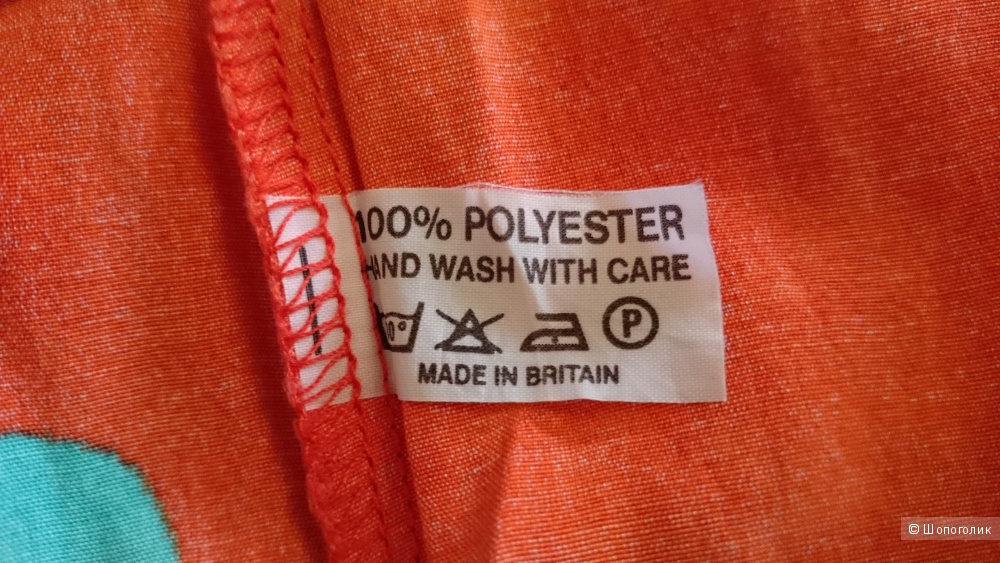 100% POLYESTER
HAND WASH WITH CARE
P
MADE IN BRITAIN
© Шопоголик